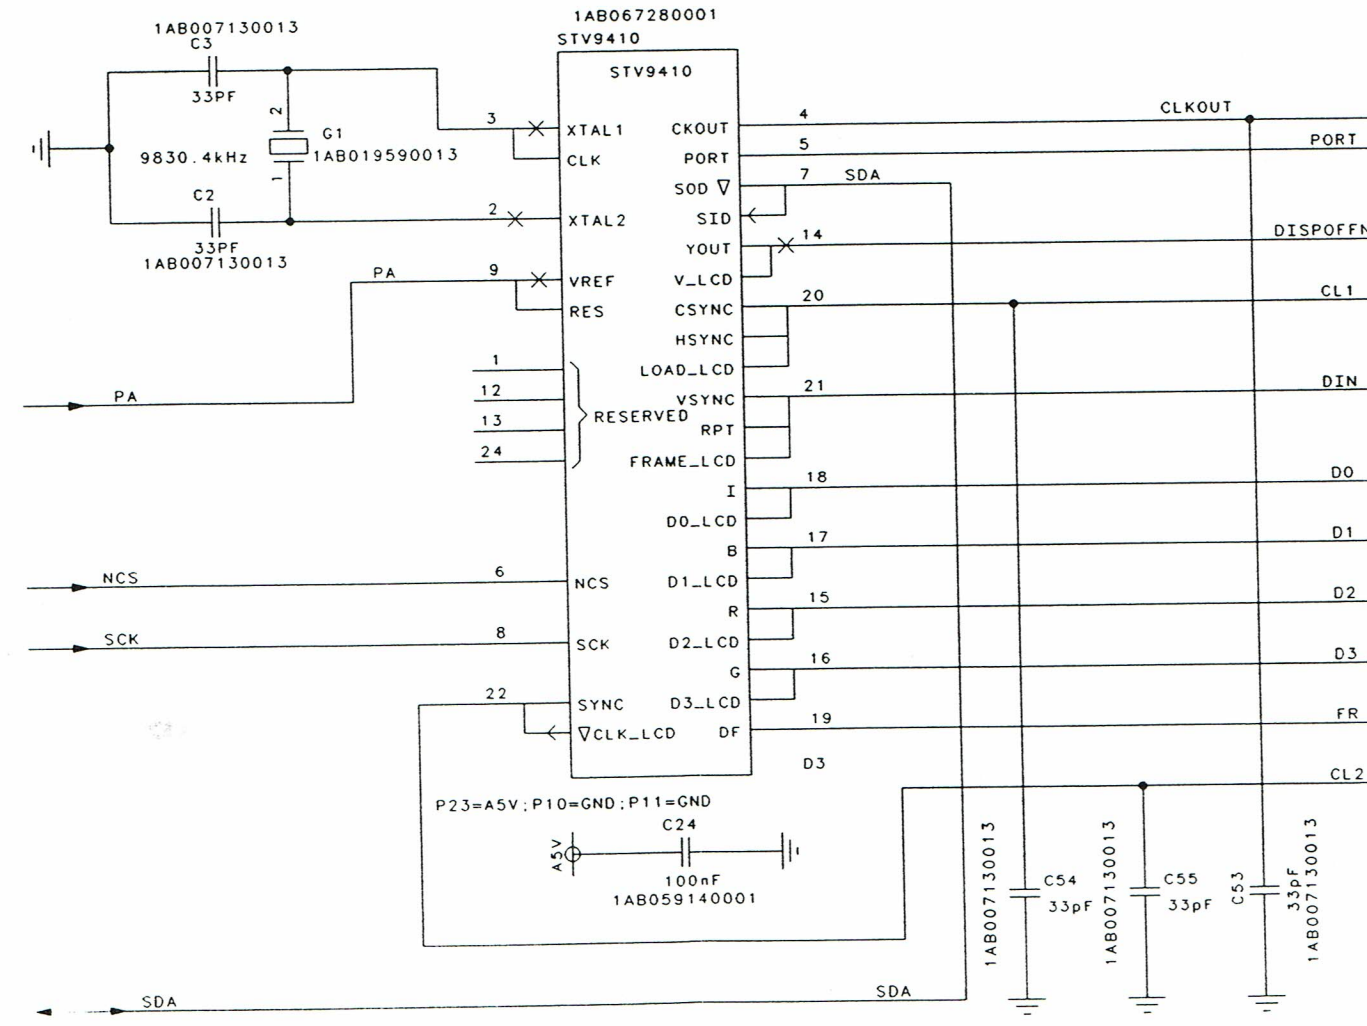 1AB067280001
STV9410
STV9410
1AB007130013
C3
33PF
2
G1
9830.4kHz
1AB019590013
1
C2
33PF
1AB007130013
3
XTAL1
CLK
2
XTAL2
PA
9
VREF
RES
PA
1
12
13
24
RESERVED
NCS
6
NCS
SCK
8
SCK
22
SYNC
CLK_LCD
CKOUT
4
CLKOUT
PORT
5
PORT
SOD
7
SDA
SID
YOUT
14
DISPOFFN
V_LCD
CSYNC
20
CL1
HSYNC
LOAD_LCD
VSYNC
21
DIN
RPT
FRAME_LCD
I
18
D0
D0_LCD
B
17
D1
D1_LCD
R
15
D2
D2_LCD
G
16
D3
D3_LCD
DF
19
FR
D3
CL2
P23=A5V;P10=GND;P11=GND
C24
A5V
100nF
1AB059140001
1AB007130013
C54
33pF
1AB007130013
C55
33pF
C53
33pF
1AB007130013
SDA
SDA